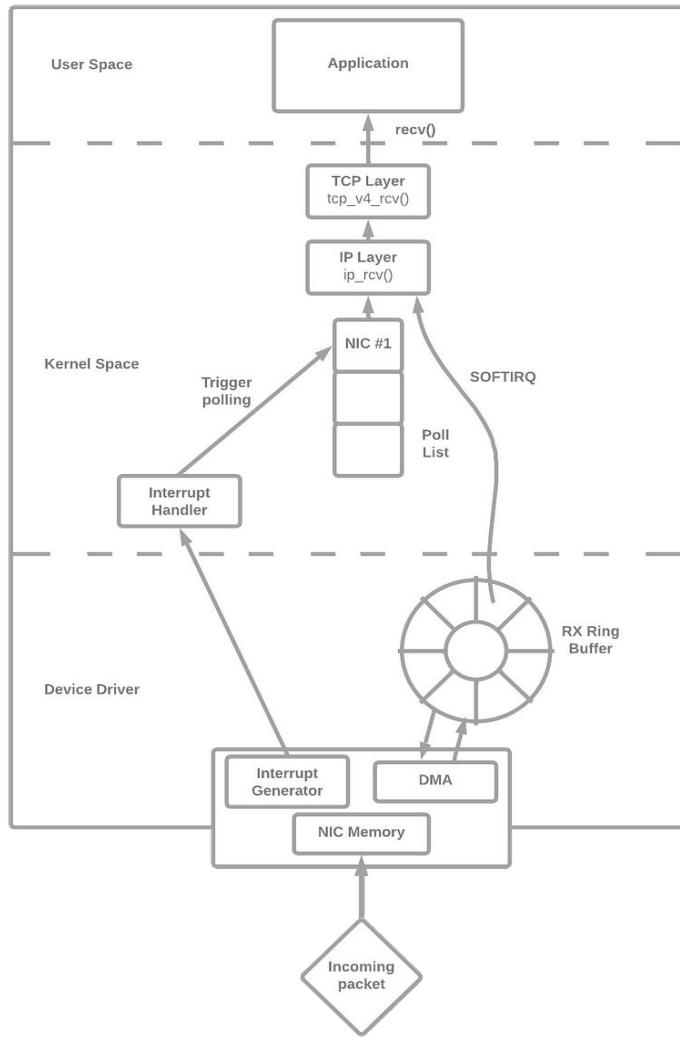 User Space
Application
recv()
TCP Layer
tcp_v4_rcv()
IP Layer
ip_rcv()
NIC #1
Kernel Space
Trigger
polling
SOFTIRQ
Poll
List
Interrupt
Handler
RX Ring
Buffer
Device Driver
Interrupt
Generator
DMA
NIC Memory
Incoming
packet